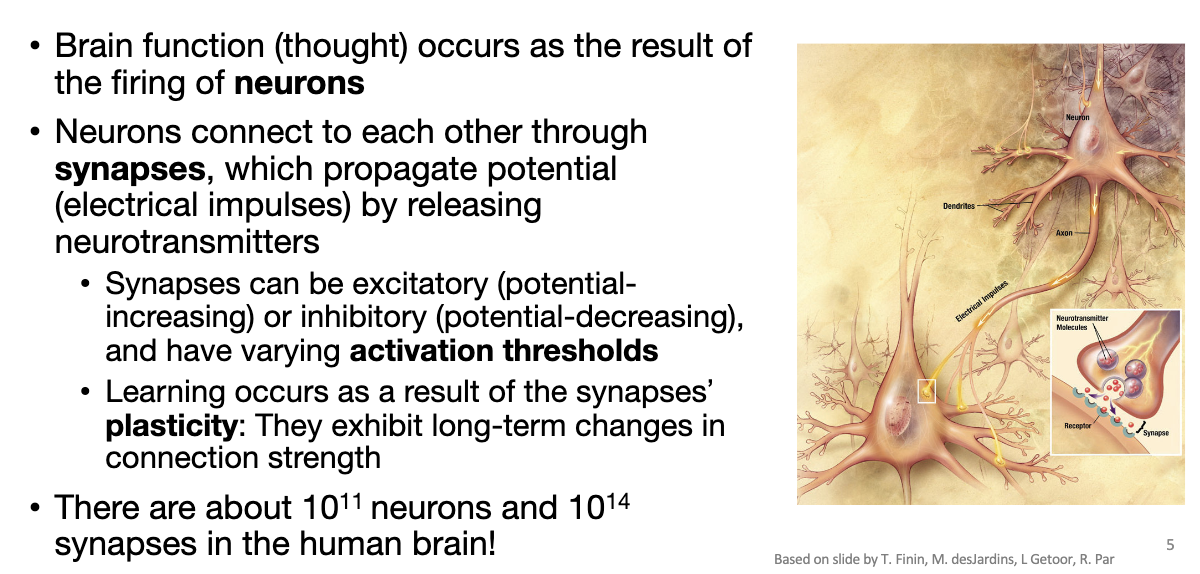 • Brain function (thought) occurs as the result of
the firing of neurons
• Neurons connect to each other through
synapses, which propagate potential
(electrical impulses) by releasing
neurotransmitters
• Synapses can be excitatory (potential-
increasing) or inhibitory (potential-decreasing),
and have varying activation thresholds
• Learning occurs as a result of the synapses’
plasticity: They exhibit long-term changes in
connection strength
• There are about 10¹¹ neurons and 10¹⁴
synapses in the human brain!
Neuron
Dendrites
Axon
Electrical Impulses
Neurotransmitter
Molecules
Receptor
Synapse
5
Based on slide by T. Finin, M. desJardins, L Getoor, R. Par